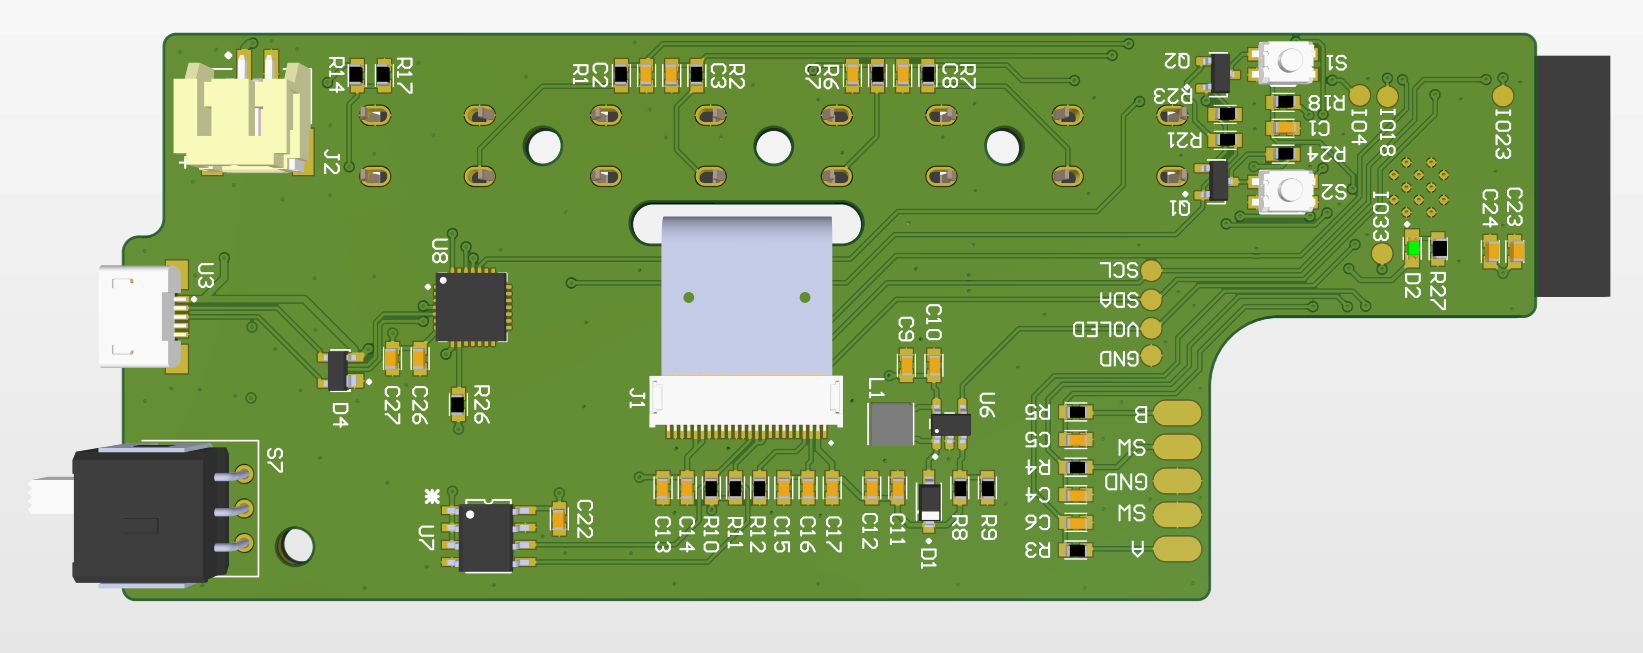 R14
R17
R1
C2
C3
R2
C7
R6
C8
R7
Q2
S1
R23
R18
C1
R21
R24
Q1
S2
IO4
IO18
IO23
IO33
C24
C23
D2
R27
J2
+
U3
U8
D4
C27
C26
R26
SCL
SDA
VOLED
GND
C9
C10
L1
U6
J1
R5
C5
R4
C4
C6
R3
B
SW
GND
SW
A
S7
U7
C22
C13
C14
R10
R11
R12
C15
C16
C17
C12
C11
D1
R8
R9